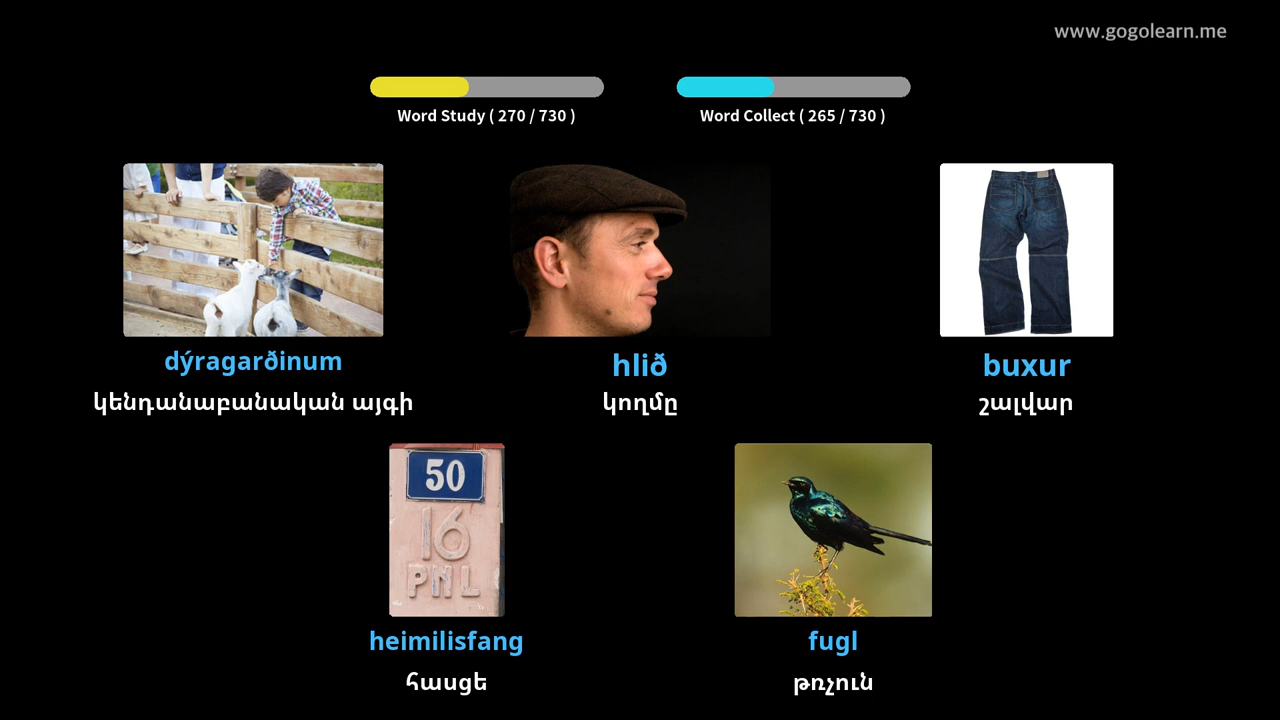 www.gogolearn.me
Word Study ( 270 / 730 )
Word Collect ( 265 / 730 )
dýragarðinum
կենդանաբանական այգի
hlið
կողմը
buxur
շալվար
50
16
PNL
heimilisfang
հասցե
fugl
թռչուն